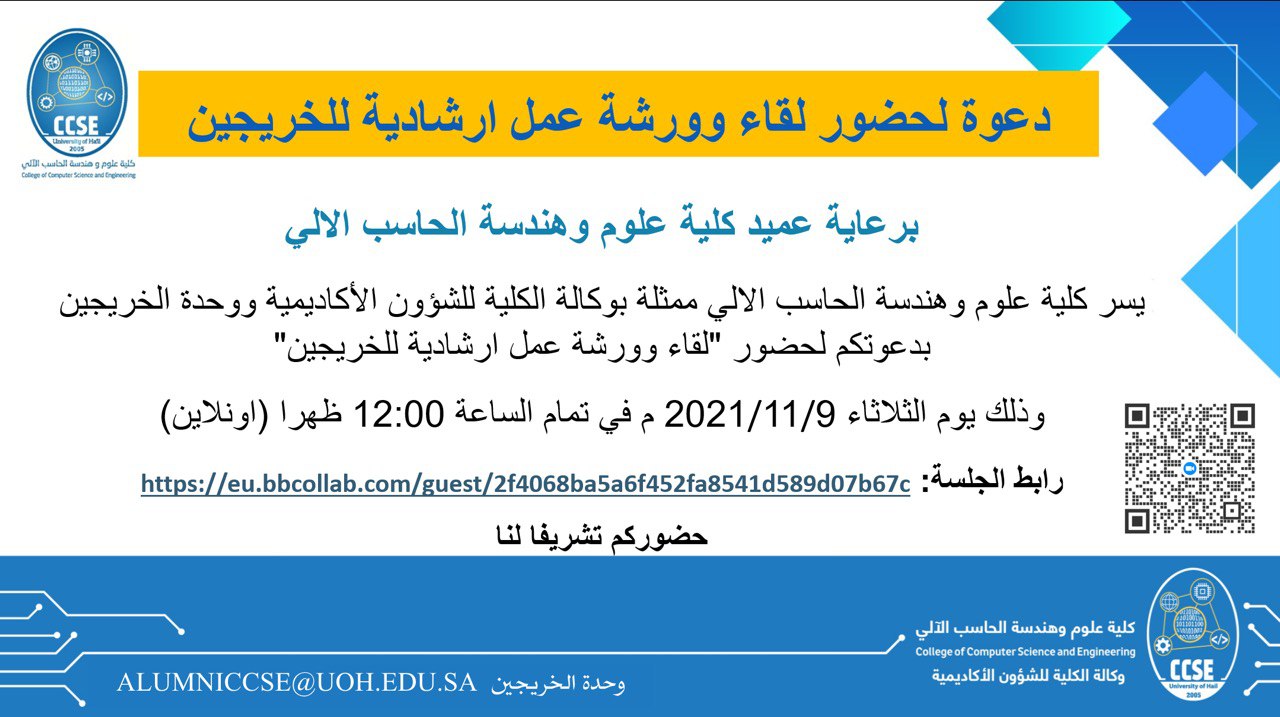 CCSE
University of Hail
2005
كلية علوم و هندسة الحاسب الآلي
College of Computer Science and Engineering
دعوة لحضور لقاء وورشة عمل ارشادية للخريجين
برعاية عميد كلية علوم وهندسة الحاسب الالي
يسر كلية علوم وهندسة الحاسب الالي ممثلة بوكالة الكلية للشؤون الأكاديمية ووحدة الخريجين
بدعوتكم لحضور "لقاء وورشة عمل ارشادية للخريجين"
وذلك يوم الثلاثاء 2021/11/9 م في تمام الساعة 12:00 ظهرا (اونلاين)
رابط الجلسة: https://eu.bbcollab.com/guest/2f4068ba5a6f452fa8541d589d07b67c
حضوركم تشريفا لنا
كلية علوم وهندسة الحاسب الآلي
College of Computer Science and Engineering
وكالة الكلية للشؤون الأكاديمية
CCSE
University of Hail
2005
وحدة الخريجين ALUMNICCSE@UOH.EDU.SA